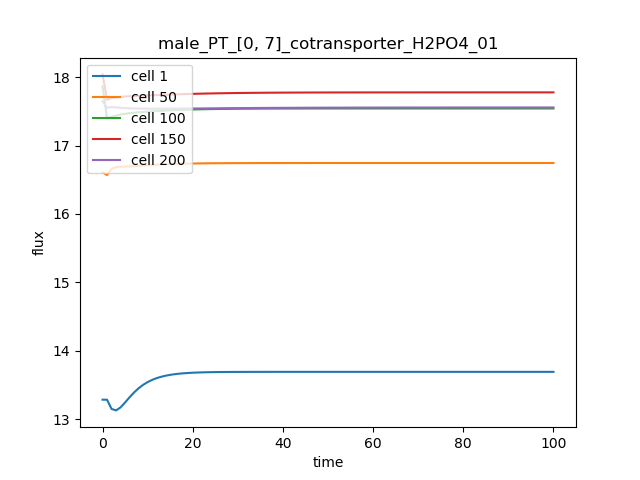 male_PT_[0, 7]_cotransporter_H2PO4_01
18
17
16
15
14
13
flux
cell 1
cell 50
cell 100
cell 150
cell 200
0
20
40
60
80
100
time